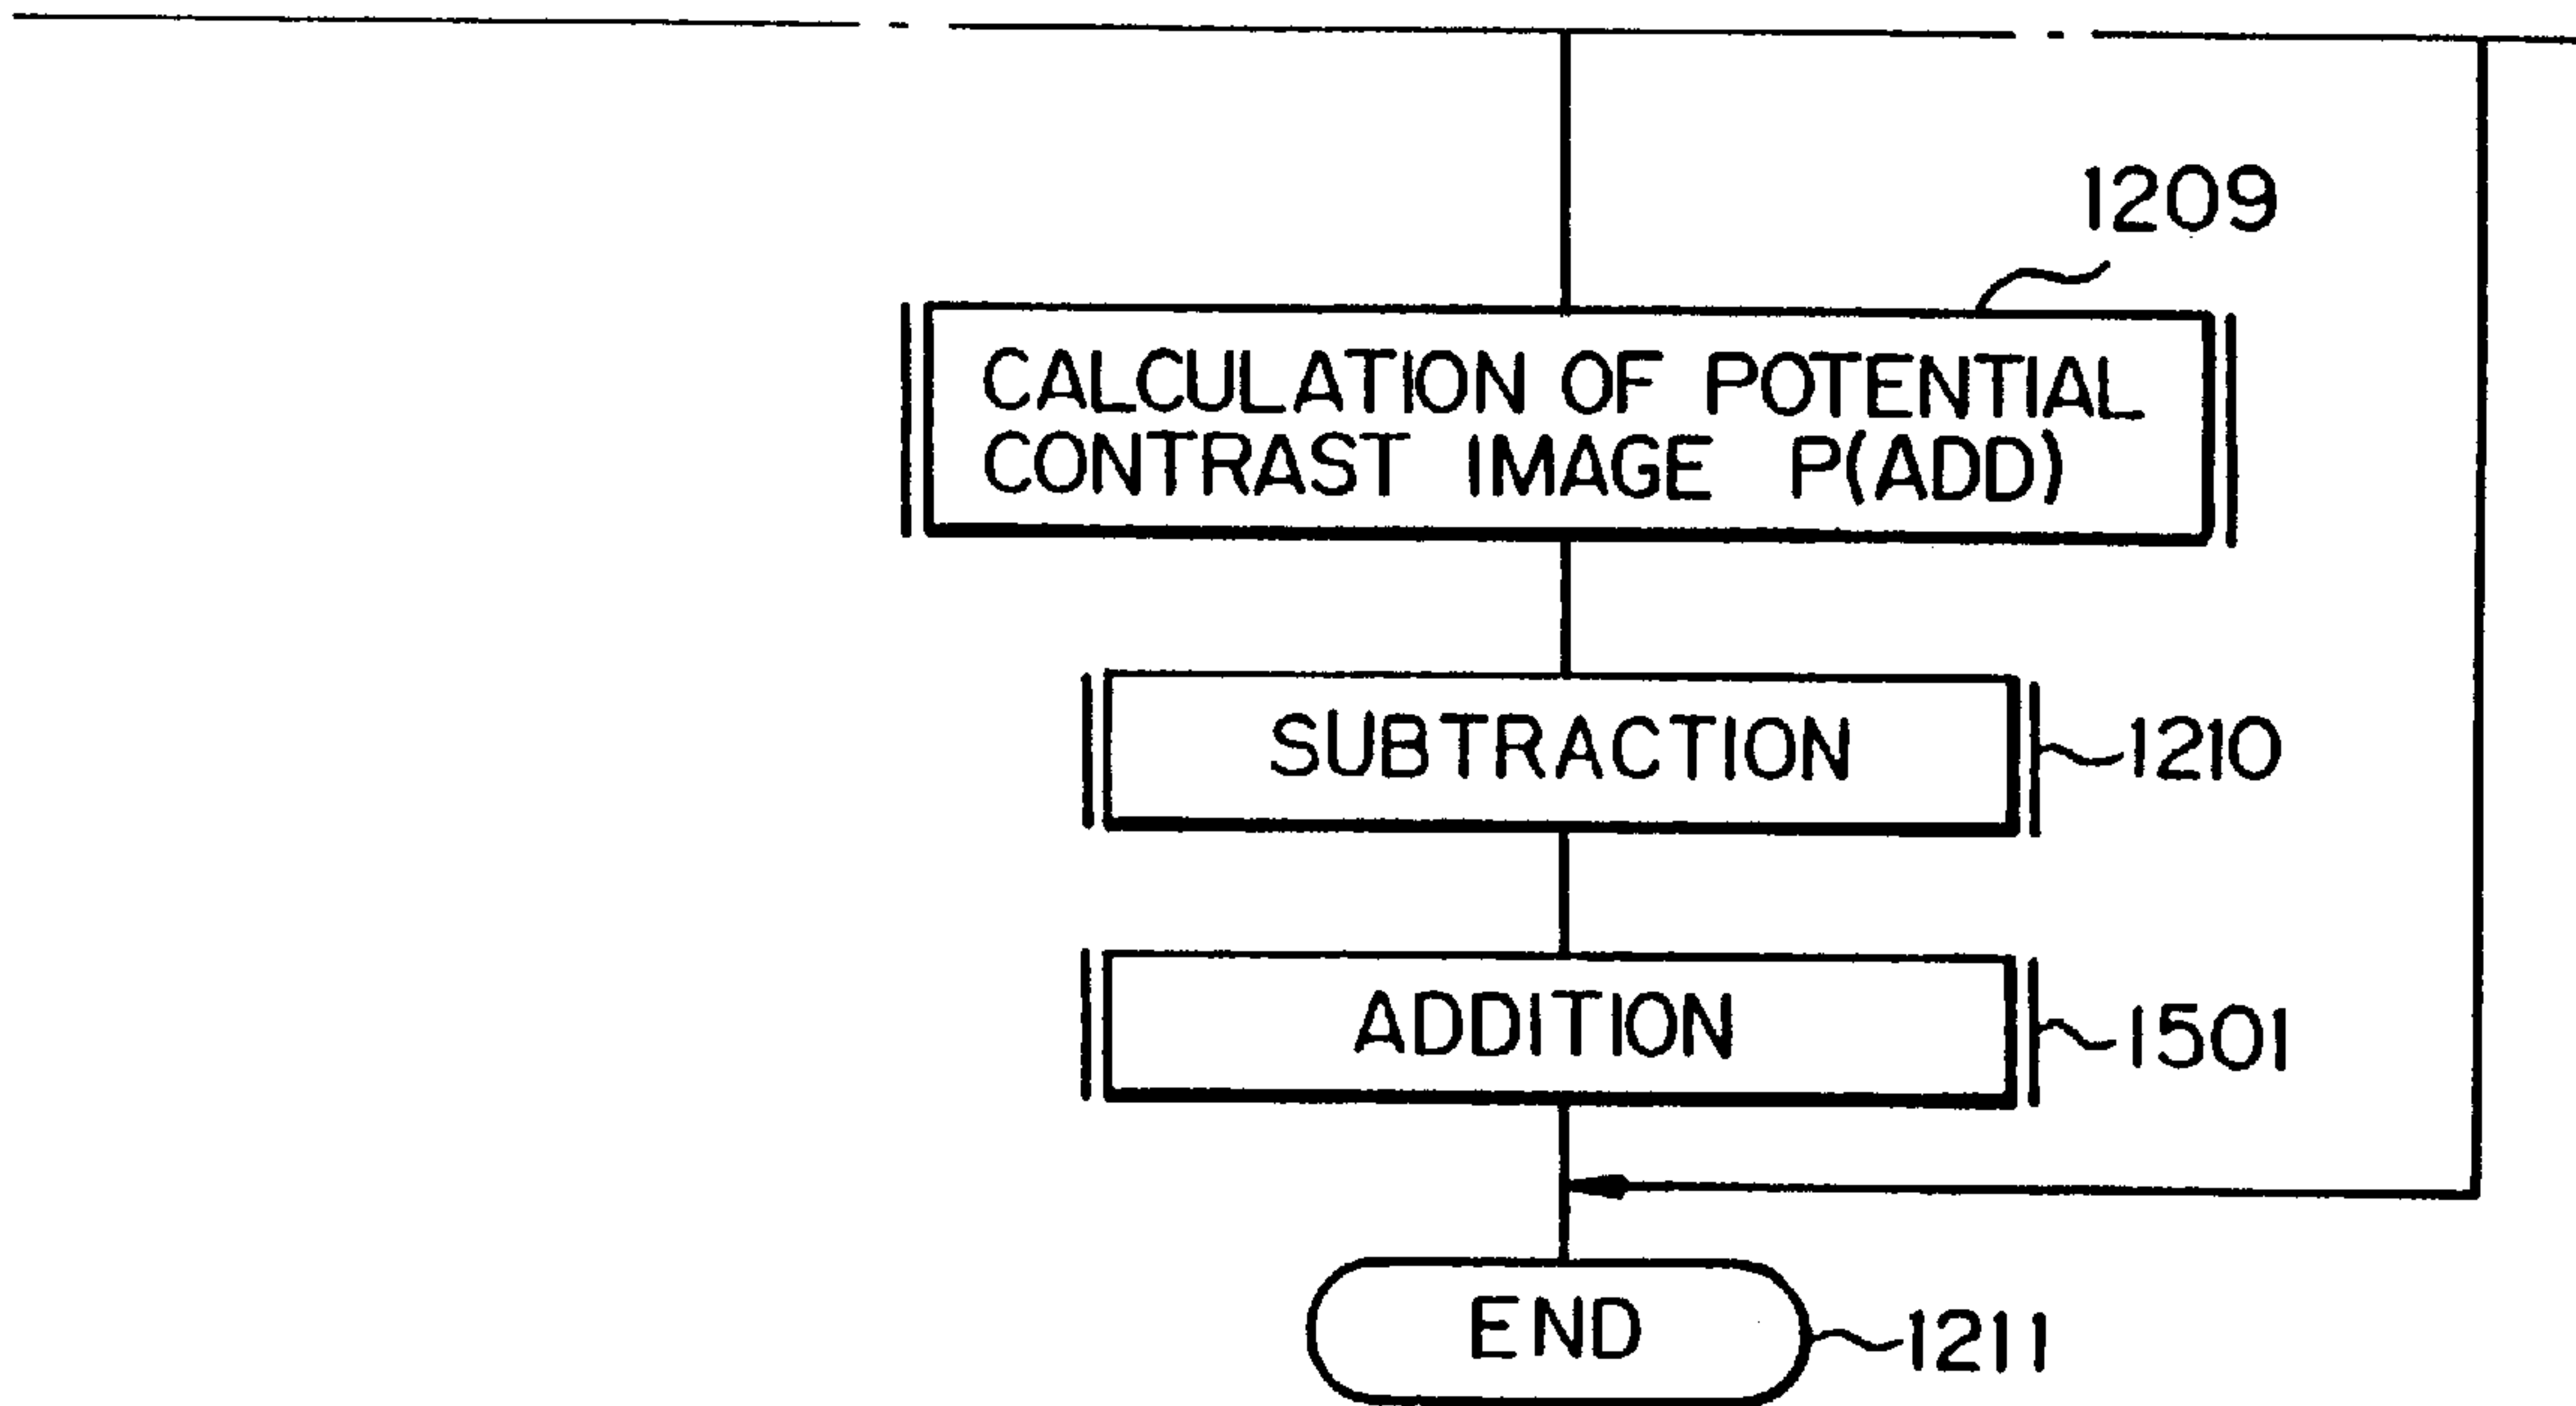 1209
CALCULATION OF POTENTIAL
CONTRAST IMAGE P(ADD)
SUBTRACTION
1210
ADDITION
1501
END
1211